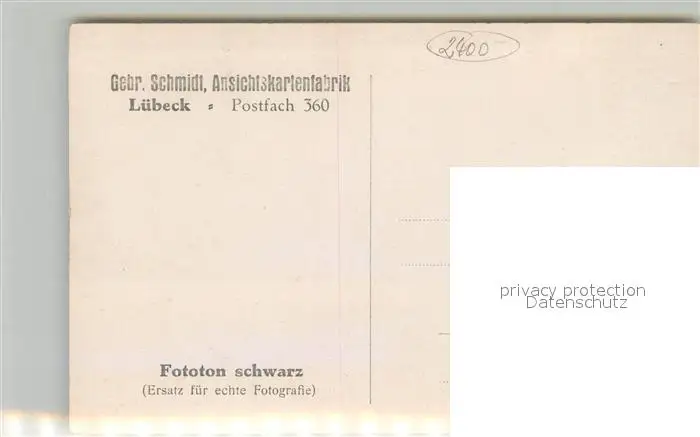 2400
Gebr. Schmidt, Ansichtskartenfabrik
Lübeck = Postfach 360
privacy protection
Datenschutz
Fototon schwarz
(Ersatz für echte Fotografie)